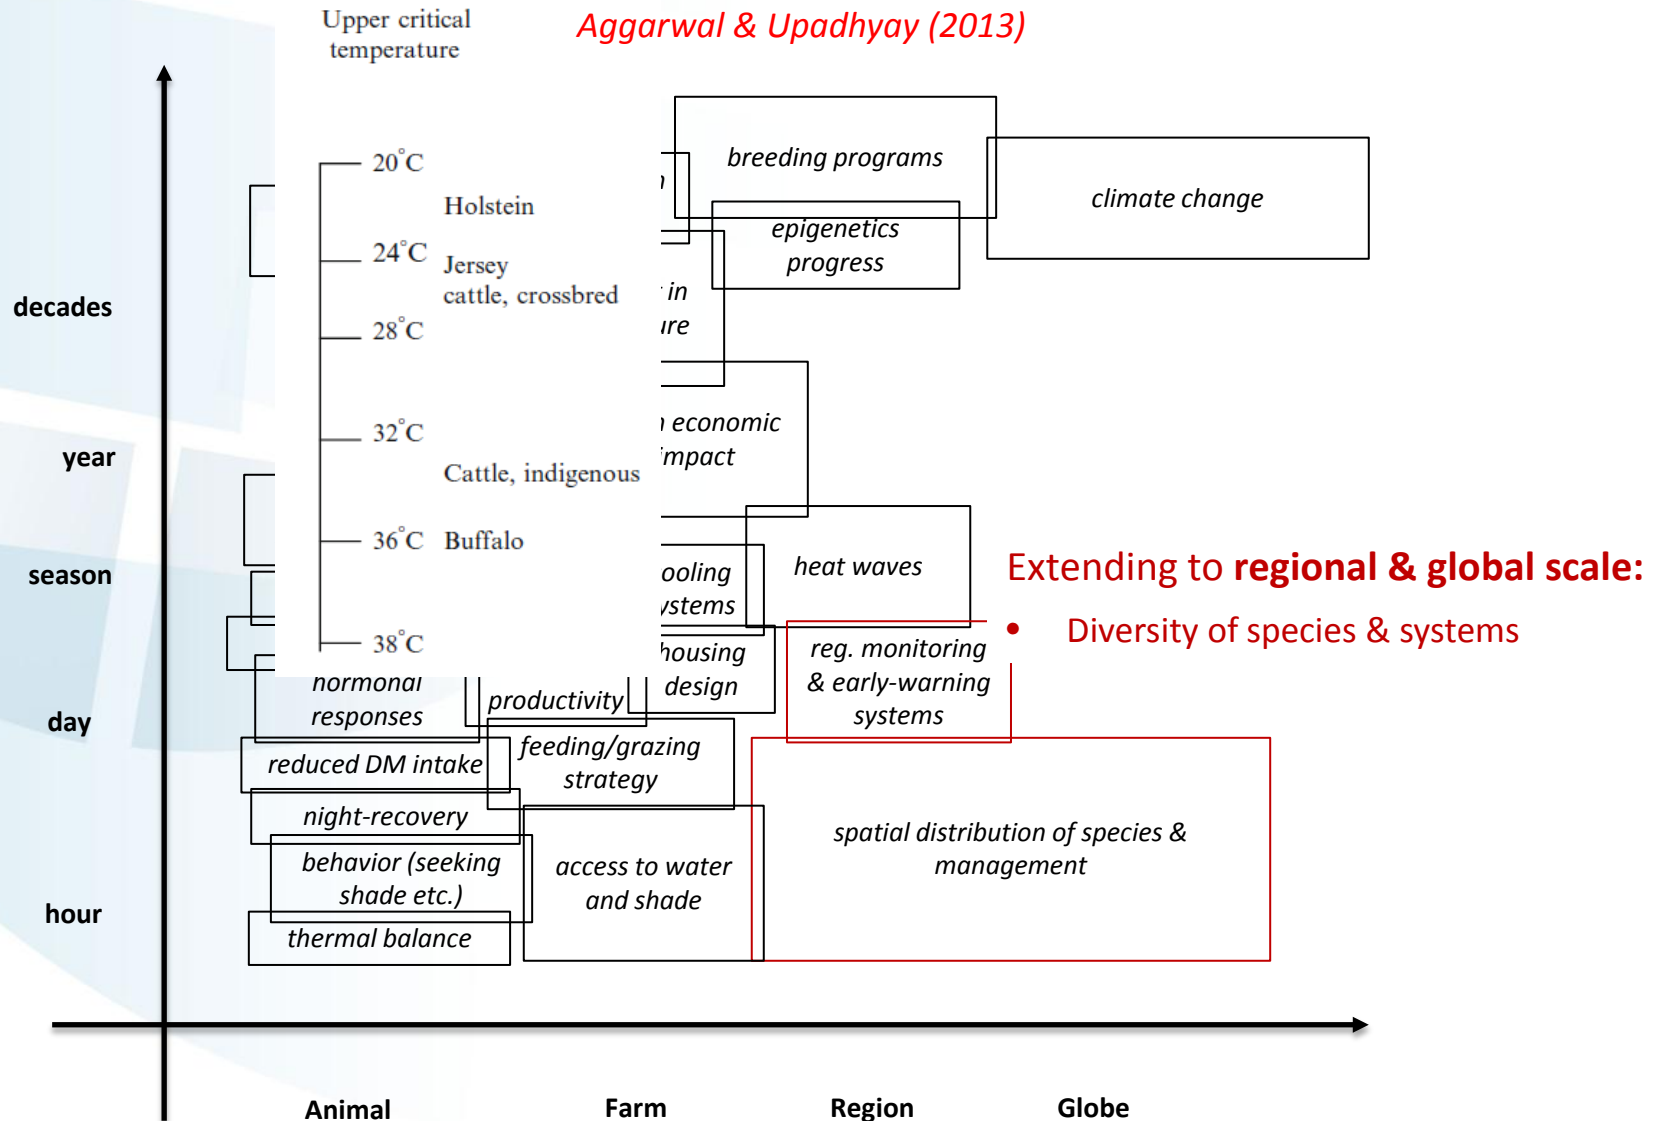 Upper critical
temperature
Aggarwal & Upadhyay (2013)
20°C
Holstein
24°C
Jersey
cattle, crossbred
28°C
32°C
Cattle, indigenous
36°C Buffalo
38°C
breeding programs
climate change
epigenetics
progress
in
economic
impact
heat waves
systems
housing
design
reg. monitoring
& early-warning
systems
Extending to regional & global scale:
• Diversity of species & systems
hormonal
responses
productivity
reduced DM intake
feeding/grazing
strategy
night-recovery
behavior (seeking
shade etc.)
access to water
and shade
spatial distribution of species &
management
thermal balance
decades
year
season
day
hour
Animal
Farm
Region
Globe